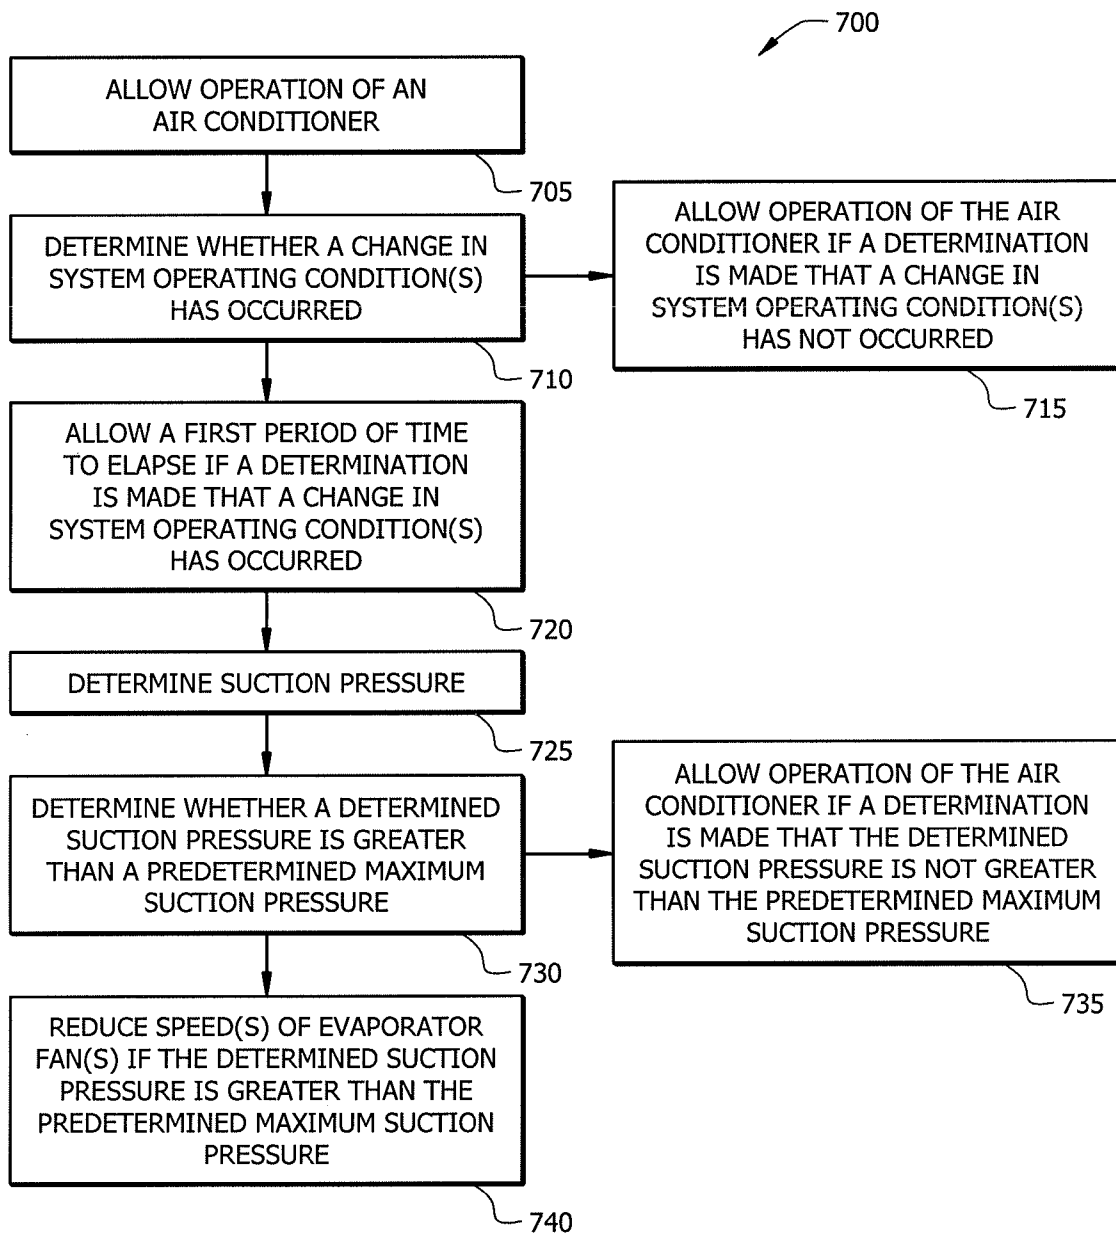 700
ALLOW OPERATION OF AN
AIR CONDITIONER
705
DETERMINE WHETHER A CHANGE IN
SYSTEM OPERATING CONDITION(S)
HAS OCCURRED
710
ALLOW OPERATION OF THE AIR
CONDITIONER IF A DETERMINATION
IS MADE THAT A CHANGE IN
SYSTEM OPERATING CONDITION(S)
HAS NOT OCCURRED
715
ALLOW A FIRST PERIOD OF TIME
TO ELAPSE IF A DETERMINATION
IS MADE THAT A CHANGE IN
SYSTEM OPERATING CONDITION(S)
HAS OCCURRED
720
DETERMINE SUCTION PRESSURE
725
DETERMINE WHETHER A DETERMINED
SUCTION PRESSURE IS GREATER
THAN A PREDETERMINED MAXIMUM
SUCTION PRESSURE
730
ALLOW OPERATION OF THE AIR
CONDITIONER IF A DETERMINATION
IS MADE THAT THE DETERMINED
SUCTION PRESSURE IS NOT GREATER
THAN THE PREDETERMINED MAXIMUM
SUCTION PRESSURE
735
REDUCE SPEED(S) OF EVAPORATOR
FAN(S) IF THE DETERMINED SUCTION
PRESSURE IS GREATER THAN THE
PREDETERMINED MAXIMUM SUCTION
PRESSURE
740